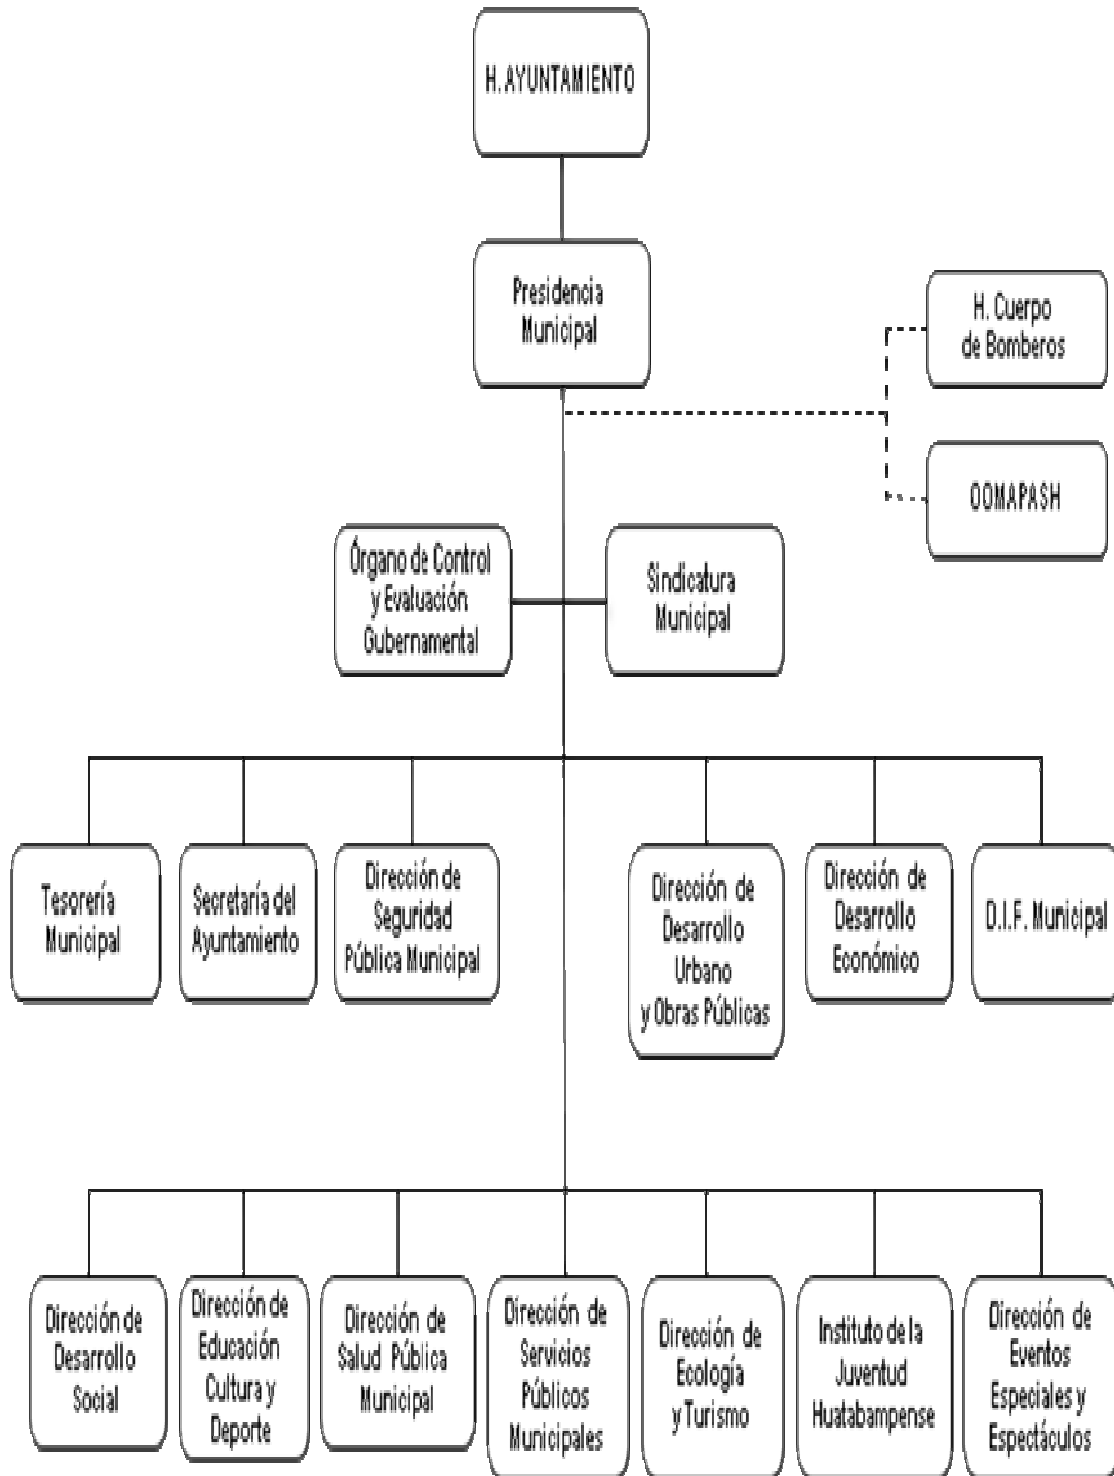 H. AYUNTAMIENTO
Presidencia
Municipal
H. Cuerpo
de Bomberos
OOMAPASH
Órgano de Control
y Evaluación
Gubernamental
Sindicatura
Municipal
Tesorería
Municipal
Secretaría del
Ayuntamiento
Dirección de
Seguridad
Pública Municipal
Dirección de
Desarrollo
Urbano
y Obras Públicas
Dirección de
Desarrollo
Económico
D.I.F. Municipal
Dirección de
Desarrollo
Social
Dirección de
Educación
Cultura y
Deporte
Dirección de
Salud Pública
Municipal
Dirección de
Servicios
Públicos
Municipales
Dirección de
Ecología
y Turismo
Instituto de la
Juventud
Huatabampense
Dirección de
Eventos
Especiales y
Espectáculos